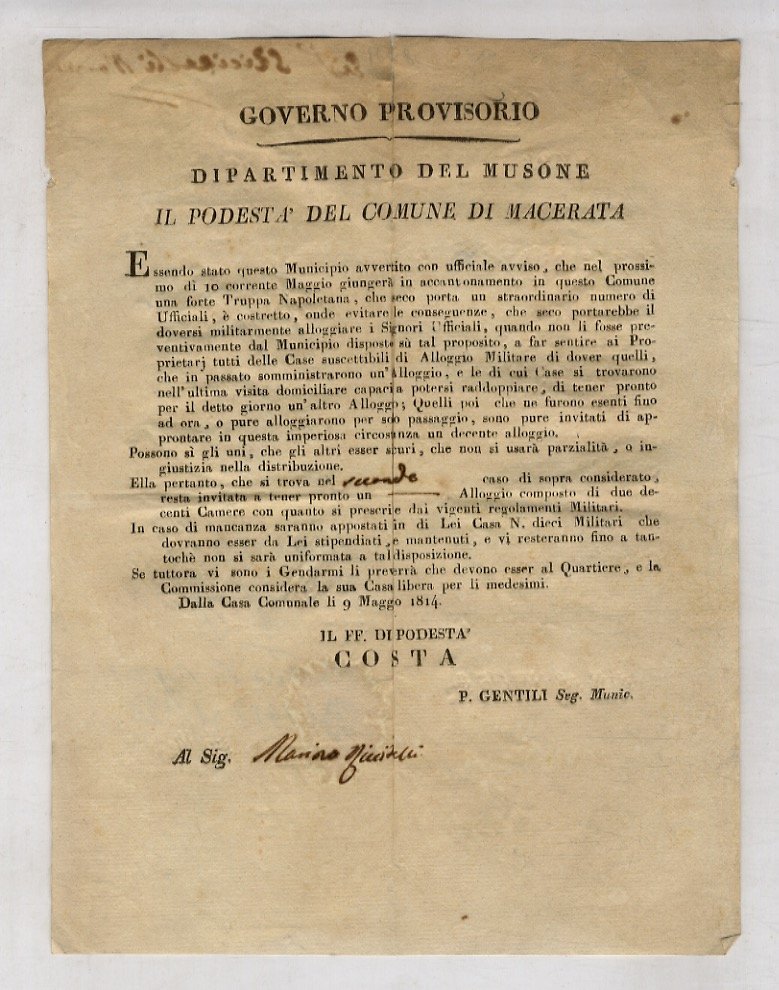 GOVERNO PROVISORIO
DIPARTIMENTO DEL MUSONE
IL PODESTA' DEL COMUNE DI MACERATA
Essendo stato questo Municipio avvertito con ufficiale avviso, che nel prossi-
mo di 10 corrente Maggio giungerà in accantonamento in questo Comune
una forte Truppa Napoletana, che seco porta un straordinario numero di
Ufficiali, è costretto, onde evitare le conseguenze, che seco portarebbe il
doversi militarmente alloggiare i Signori Ufficiali, quando non li fosse pre-
ventivamente dal Municipio disposte sù tal proposito, a far sentire ai Pro-
prietarj tutti delle Case suscettibili di Alloggio Militare di dover quelli,
che in passato somministrarono un'Alloggio, e le di cui Case si trovarono
nell'ultima visita domiciliare capacia potersi raddoppiare, di tener pronto
per il detto giorno un'altro Alloggo; Quelli poi che ne furono esenti fino
ad ora, o pure alloggiarono per solo passaggio, sono pure invitati di ap-
prontare in questa imperiosa circostanza un decente alloggio.
Possono sì gli uni, che gli altri esser sicuri, che non si usarà parzialità, o in-
giustizia nella distribuzione.
Ella pertanto, che si trova nel secondo caso di sopra considerato,
resta invitata a tener pronto un Alloggio composto di due de-
centi Camere con quanto si prescrie dai vigenti regolamenti Militari.
In caso di mancanza saranno appostati in di Lei Casa N. dieci Militari che
dovranno esser da Lei stipendiati, e mantenuti, e vi resteranno fino a tan-
tochè non si sarà uniformata a tal disposizione.
Se tuttora vi sono i Gendarmi li preverrà che devono esser al Quartiere, e la
Commissione considera la sua Casa libera per li medesimi.
Dalla Casa Comunale li 9 Maggo 1814.
IL FF. DI PODESTA'
COSTA
P. GENTILI Seg. Munic.
Al Sig. Marino